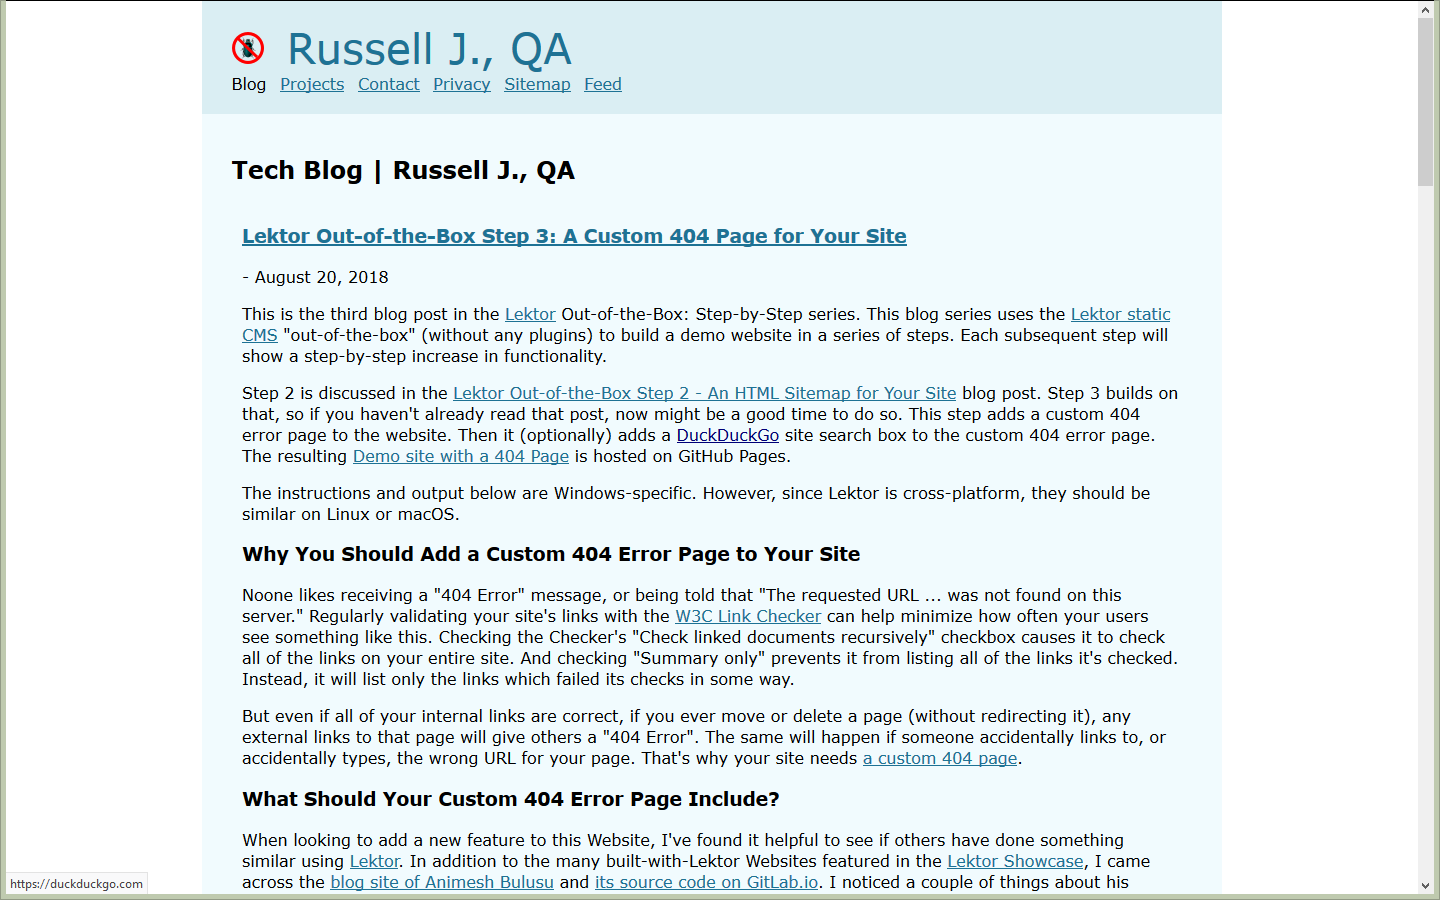 Russell J., QA
Blog Projects Contact Privacy Sitemap Feed
Tech Blog | Russell J., QA
Lektor Out-of-the-Box Step 3: A Custom 404 Page for Your Site
- August 20, 2018
This is the third blog post in the Lektor Out-of-the-Box: Step-by-Step series. This blog series uses the Lektor static
CMS "out-of-the-box" (without any plugins) to build a demo website in a series of steps. Each subsequent step will
show a step-by-step increase in functionality.
Step 2 is discussed in the Lektor Out-of-the-Box Step 2 - An HTML Sitemap for Your Site blog post. Step 3 builds on
that, so if you haven't already read that post, now might be a good time to do so. This step adds a custom 404
error page to the website. Then it (optionally) adds a DuckDuckGo site search box to the custom 404 error page.
The resulting Demo site with a 404 Page is hosted on GitHub Pages.
The instructions and output below are Windows-specific. However, since Lektor is cross-platform, they should be
similar on Linux or macOS.
Why You Should Add a Custom 404 Error Page to Your Site
Noone likes receiving a "404 Error" message, or being told that "The requested URL ... was not found on this
server." Regularly validating your site's links with the W3C Link Checker can help minimize how often your users
see something like this. Checking the Checker's "Check linked documents recursively" checkbox causes it to check
all of the links on your entire site. And checking "Summary only" prevents it from listing all of the links it's checked.
Instead, it will list only the links which failed its checks in some way.
But even if all of your internal links are correct, if you ever move or delete a page (without redirecting it), any
external links to that page will give others a "404 Error". The same will happen if someone accidentally links to, or
accidentally types, the wrong URL for your page. That's why your site needs a custom 404 page.
What Should Your Custom 404 Error Page Include?
When looking to add a new feature to this Website, I've found it helpful to see if others have done something
similar using Lektor. In addition to the many built-with-Lektor Websites featured in the Lektor Showcase, I came
across the blog site of Animesh Bulusu and its source code on GitLab.io. I noticed a couple of things about his
https://duckduckgo.com